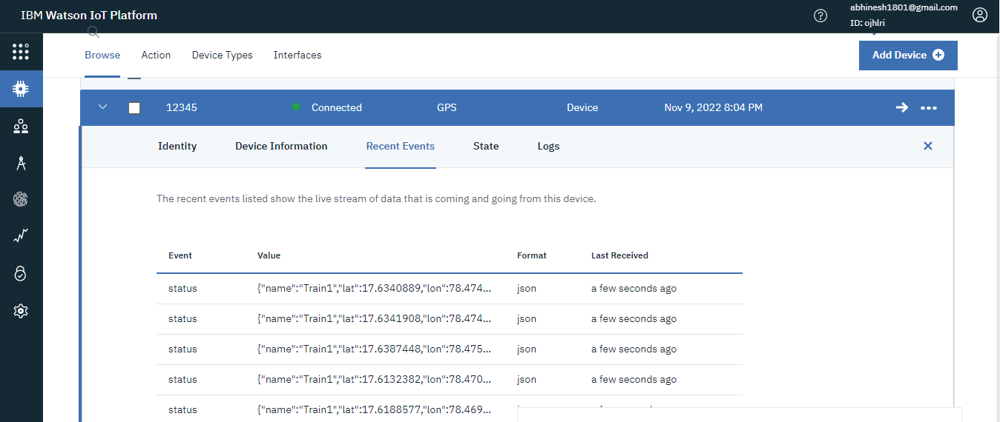 IBM Watson IoT Platform
abhinesh1801@gmail.com
ID: ojhlri
Browse Action Device Types Interfaces
Add Device
12345 Connected GPS Device Nov 9, 2022 8:04 PM
Identity Device Information Recent Events State Logs
The recent events listed show the live stream of data that is coming and going from this device.
Event Value Format Last Received
status {"name":"Train1","lat":17.6340889,"lon":78.474... json a few seconds ago
status {"name":"Train1","lat":17.6341908,"lon":78.474... json a few seconds ago
status {"name":"Train1","lat":17.6387448,"lon":78.475... json a few seconds ago
status {"name":"Train1","lat":17.6132382,"lon":78.470... json a few seconds ago
status {"name":"Train1","lat":17.6188577,"lon":78.469...